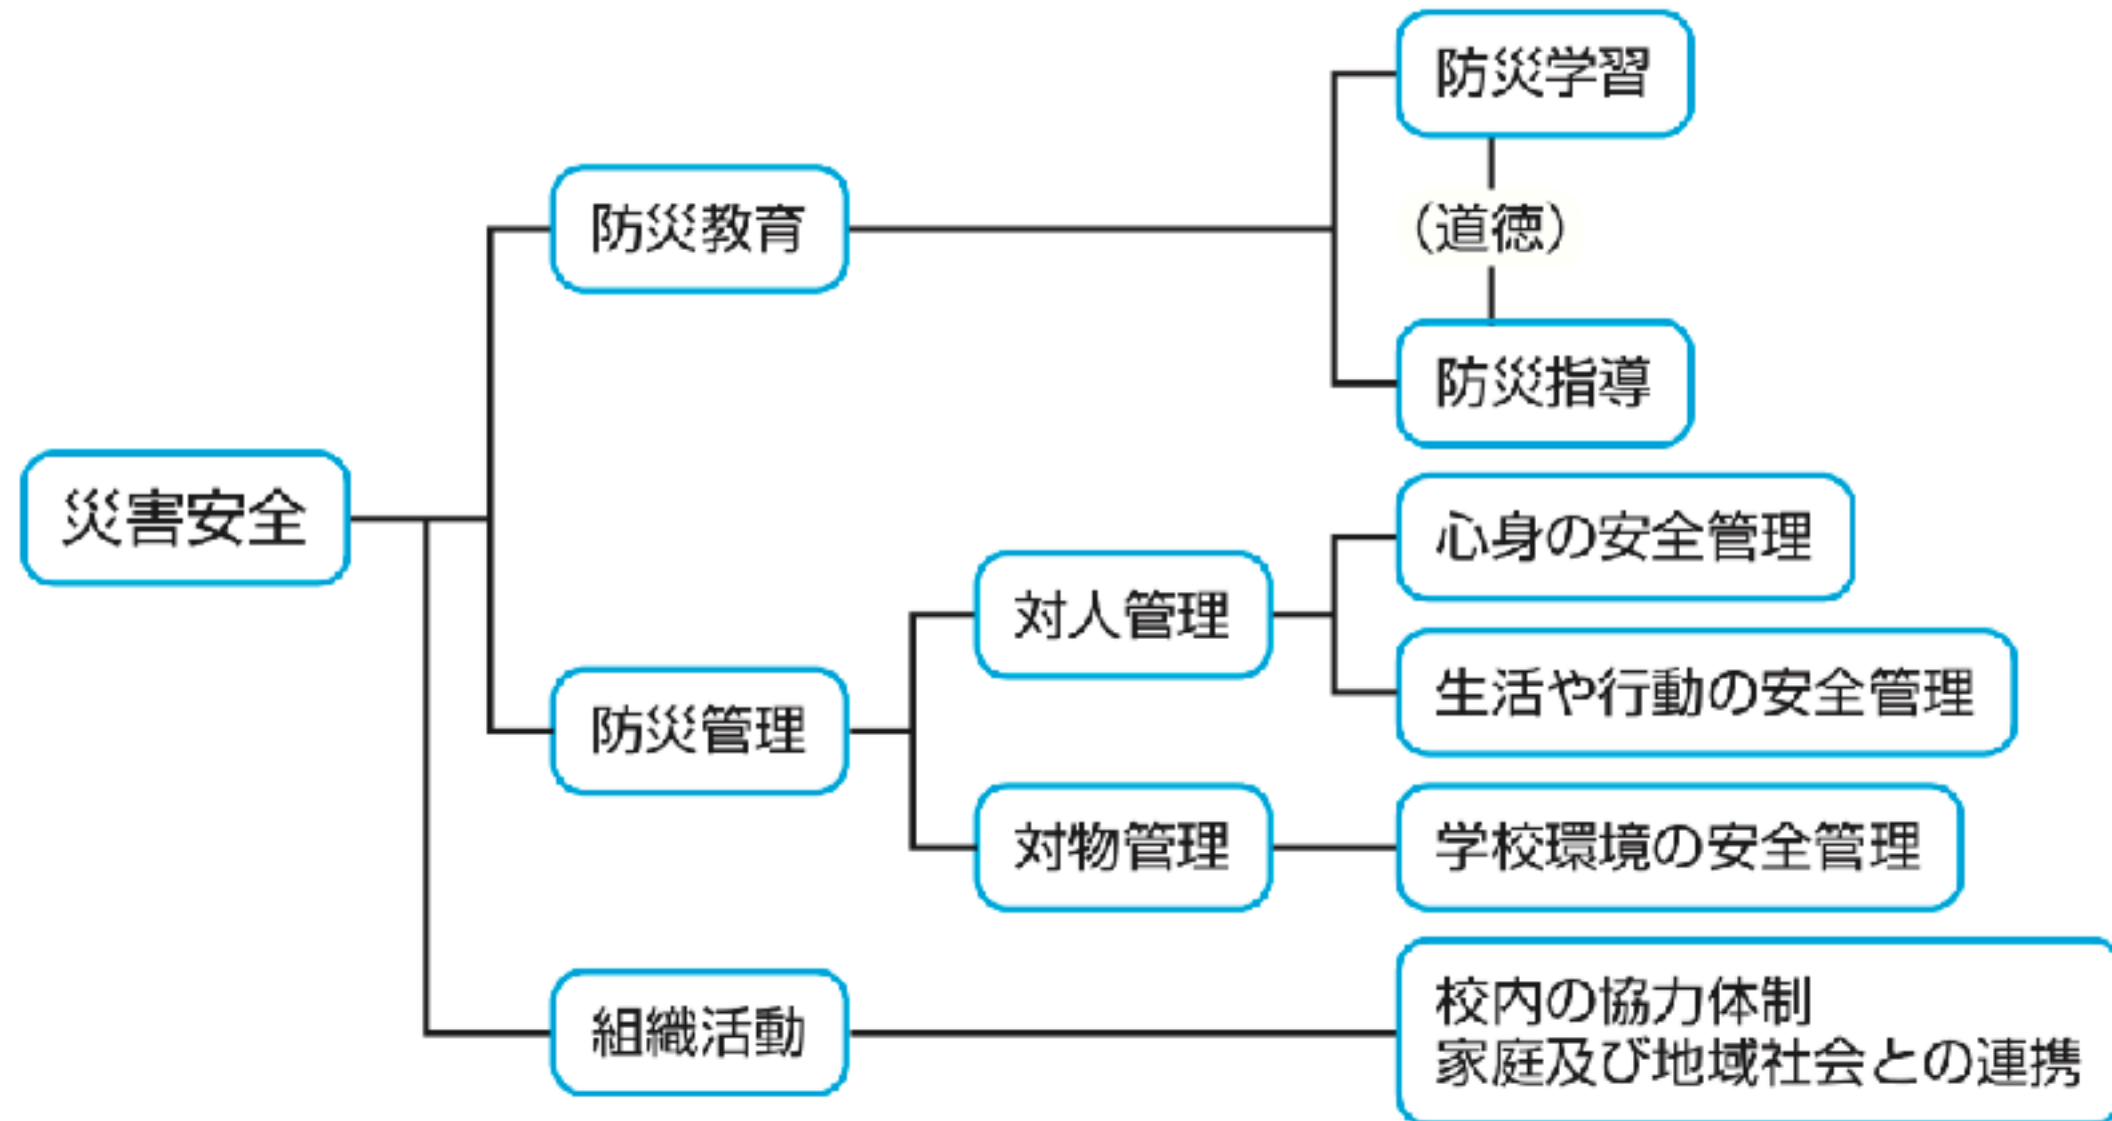 防災学習
(道徳)
防災教育
防災指導
災害安全
心身の安全管理
対人管理
生活や行動の安全管理
防災管理
対物管理
学校環境の安全管理
組織活動
校内の協力体制
家庭及び地域社会との連携